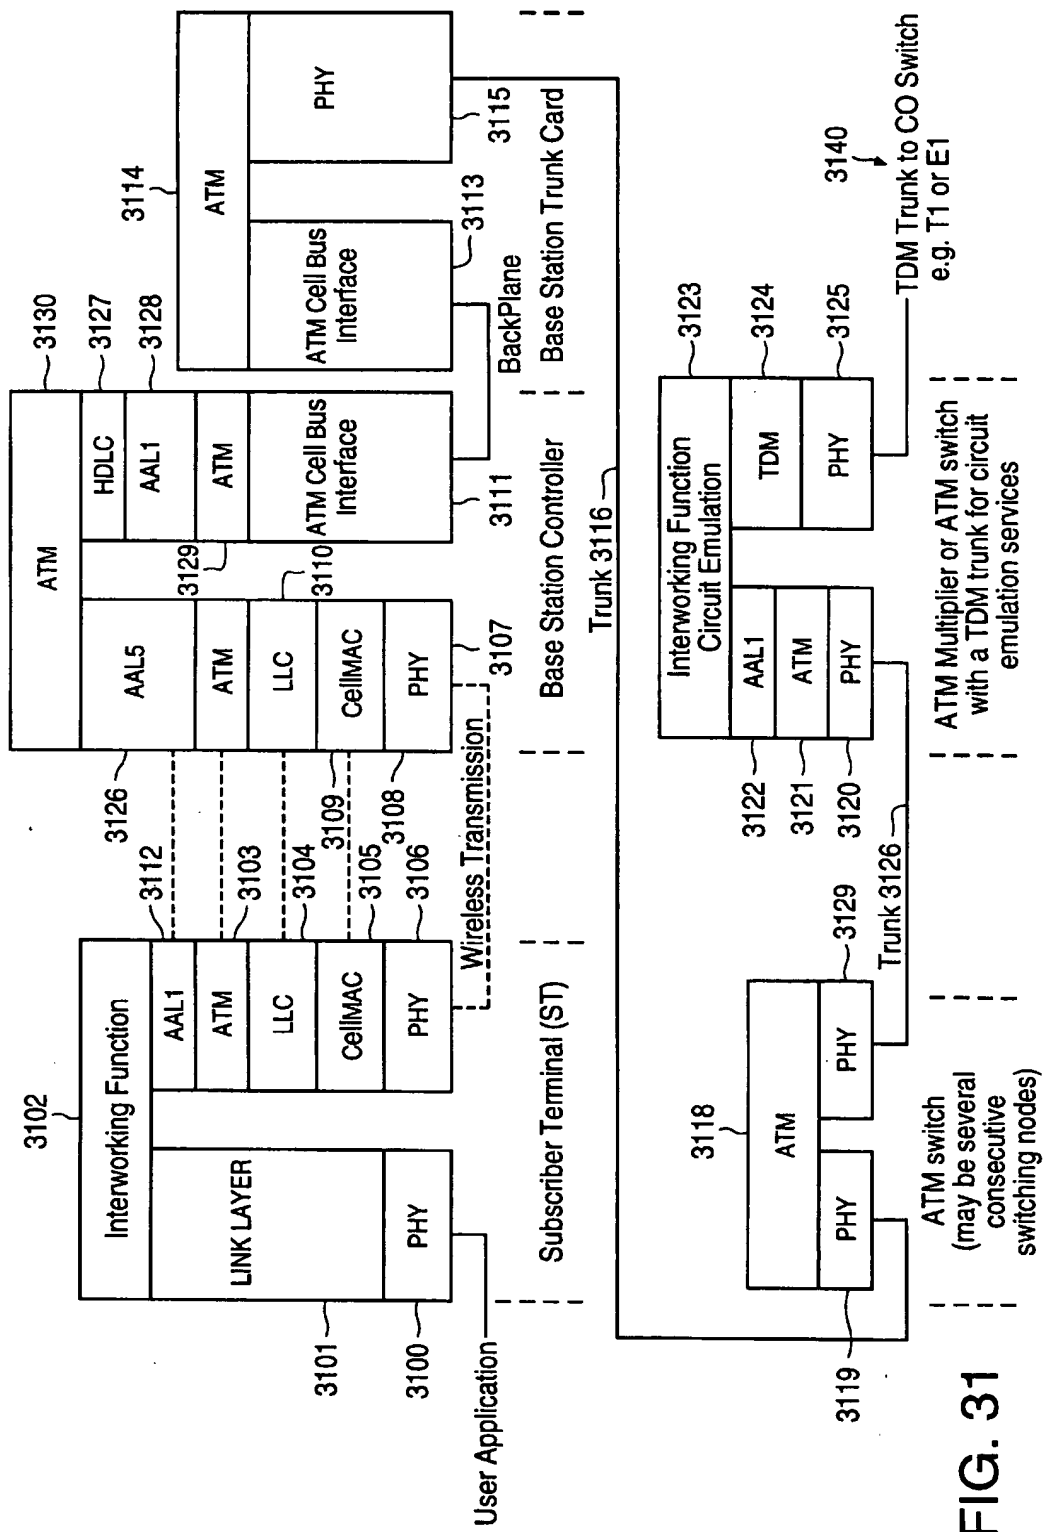 3102
Interworking Function
LINK LAYER
PHY
3101
3100
User Application
AAL1
ATM
LLC
CellMAC
PHY
3112
3103
3104
3105
3106
Wireless Transmission
Subscriber Terminal (ST)
3130
ATM
AAL5
ATM
LLC
CellMAC
PHY
3126
3109
3108
3107
3110
3129
HDLC
AAL1
ATM
ATM Cell Bus
Interface
3127
3128
3111
Base Station Controller
BackPlane
3114
ATM
ATM Cell Bus
Interface
3113
PHY
3115
Base Station Trunk Card
Trunk 3116
3118
ATM
PHY
PHY
3119
3129
ATM switch
(may be several
consecutive
switching nodes)
Trunk 3126
Interworking Function
Circuit Emulation
3123
AAL1
ATM
PHY
3122
3121
3120
TDM
PHY
3124
3125
ATM Multiplier or ATM switch
with a TDM trunk for circuit
emulation services
3140
TDM Trunk to CO Switch
e.g. T1 or E1
FIG. 31